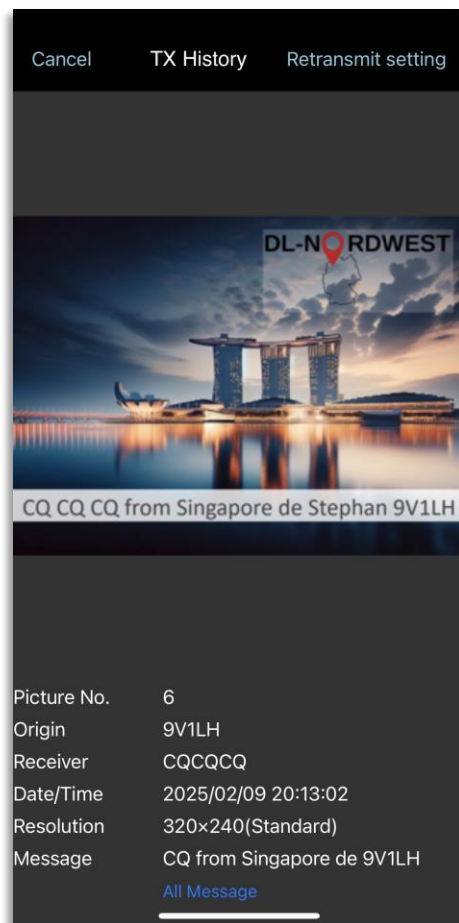 Cancel TX History Retransmit setting
DL-NORDWEST
CQ CQ CQ from Singapore de Stephan 9V1LH
Picture No. 6
Origin 9V1LH
Receiver CQCQCQ
Date/Time 2025/02/09 20:13:02
Resolution 320×240(Standard)
Message CQ from Singapore de 9V1LH
All Message